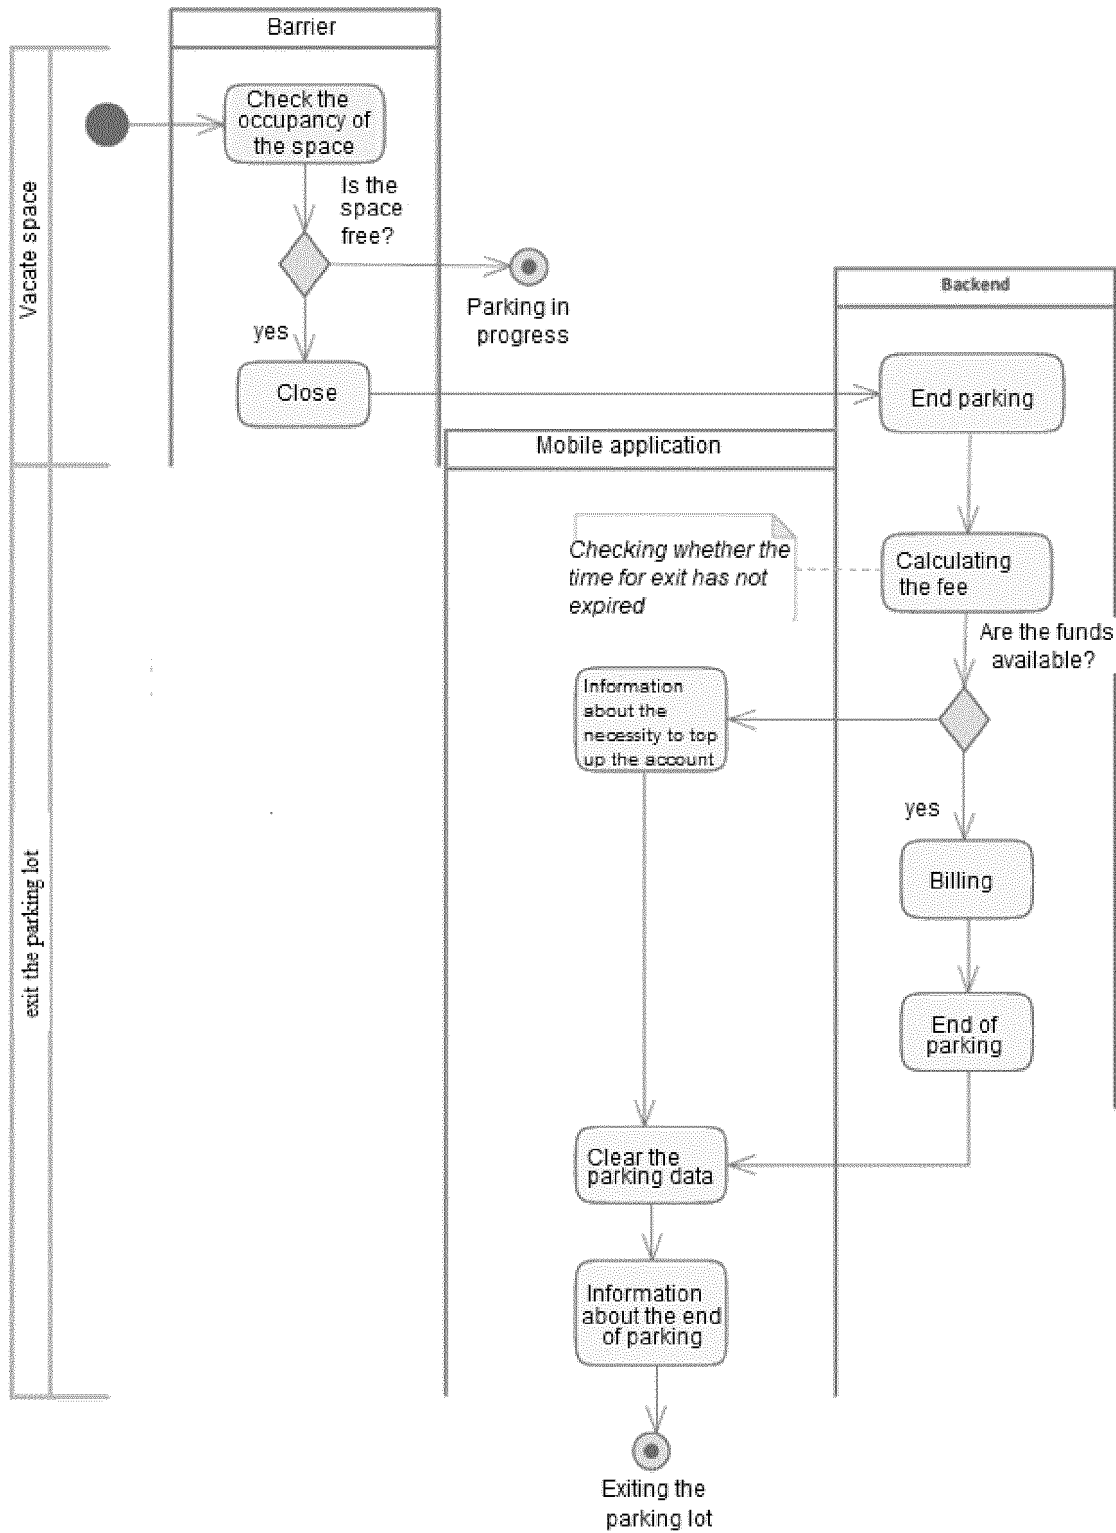 Barrier
Check the
occupancy of
the space
Is the
space
free?
Vacate space
Parking in
progress
yes
Close
Backend
End parking
Mobile application
Checking whether the
time for exit has not
expired
Calculating
the fee
Are the funds
available?
Information
about the
necessity to top
up the account
yes
Billing
exit the parking lot
End of
parking
Clear the
parking data
Information
about the end
of parking
Exiting the
parking lot